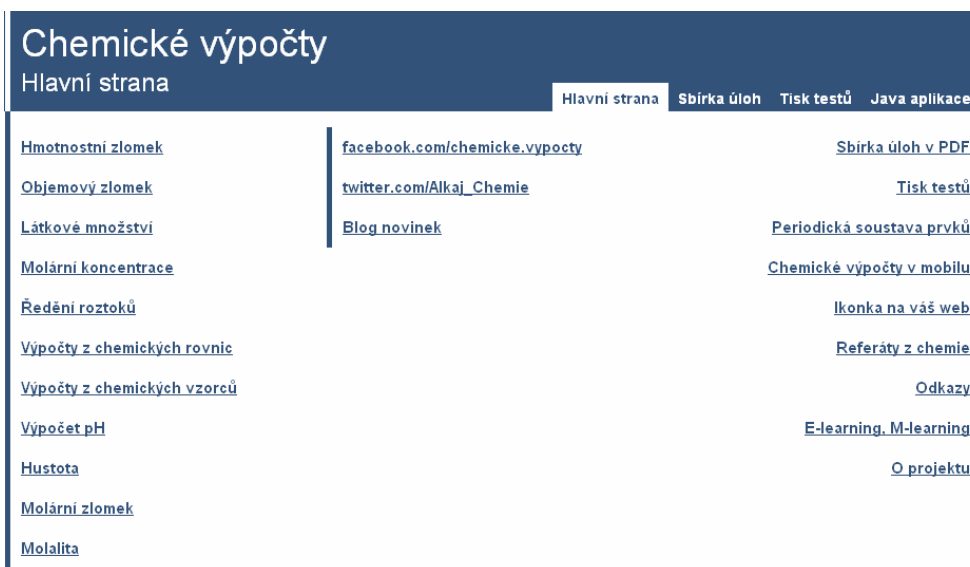 Chemické výpočty
Hlavní strana
Hlavní strana Sbírka úloh Tisk testů Java aplikace
Hmotnostní zlomek
Objemový zlomek
Látkové množství
Molární koncentrace
Ředění roztoků
Výpočty z chemických rovnic
Výpočty z chemických vzorců
Výpočet pH
Hustota
Molární zlomek
Molalita
facebook.com/chemicke.vypocty
twitter.com/Alkaj_Chemie
Blog novinek
Sbírka úloh v PDF
Tisk testů
Periodická soustava prvků
Chemické výpočty v mobilu
Ikonka na váš web
Referáty z chemie
Odkazy
E-learning, M-learning
O projektu